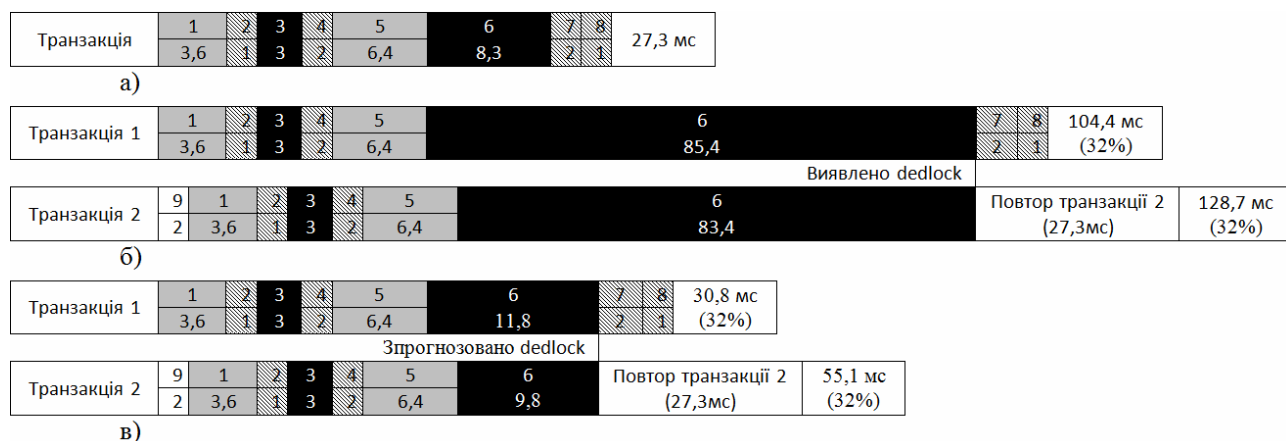 Транзакція 1 2 3 4 5 6 7 8 27,3 мс
3,6 1 3 2 6,4 8,3 2 1
а)
Транзакція 1 1 2 3 4 5 6 7 8 104,4 мс
3,6 1 3 2 6,4 85,4 2 1 (32%)
Виявлено dedlock
Транзакція 2 9 1 2 3 4 5 6 Повтор транзакції 2 128,7 мс
2 3,6 1 3 2 6,4 83,4 (27,3мс) (32%)
б)
Транзакція 1 1 2 3 4 5 6 7 8 30,8 мс
3,6 1 3 2 6,4 11,8 2 1 (32%)
Зпрогнозовано dedlock
Транзакція 2 9 1 2 3 4 5 6 Повтор транзакції 2 55,1 мс
2 3,6 1 3 2 6,4 9,8 (27,3мс) (32%)
в)